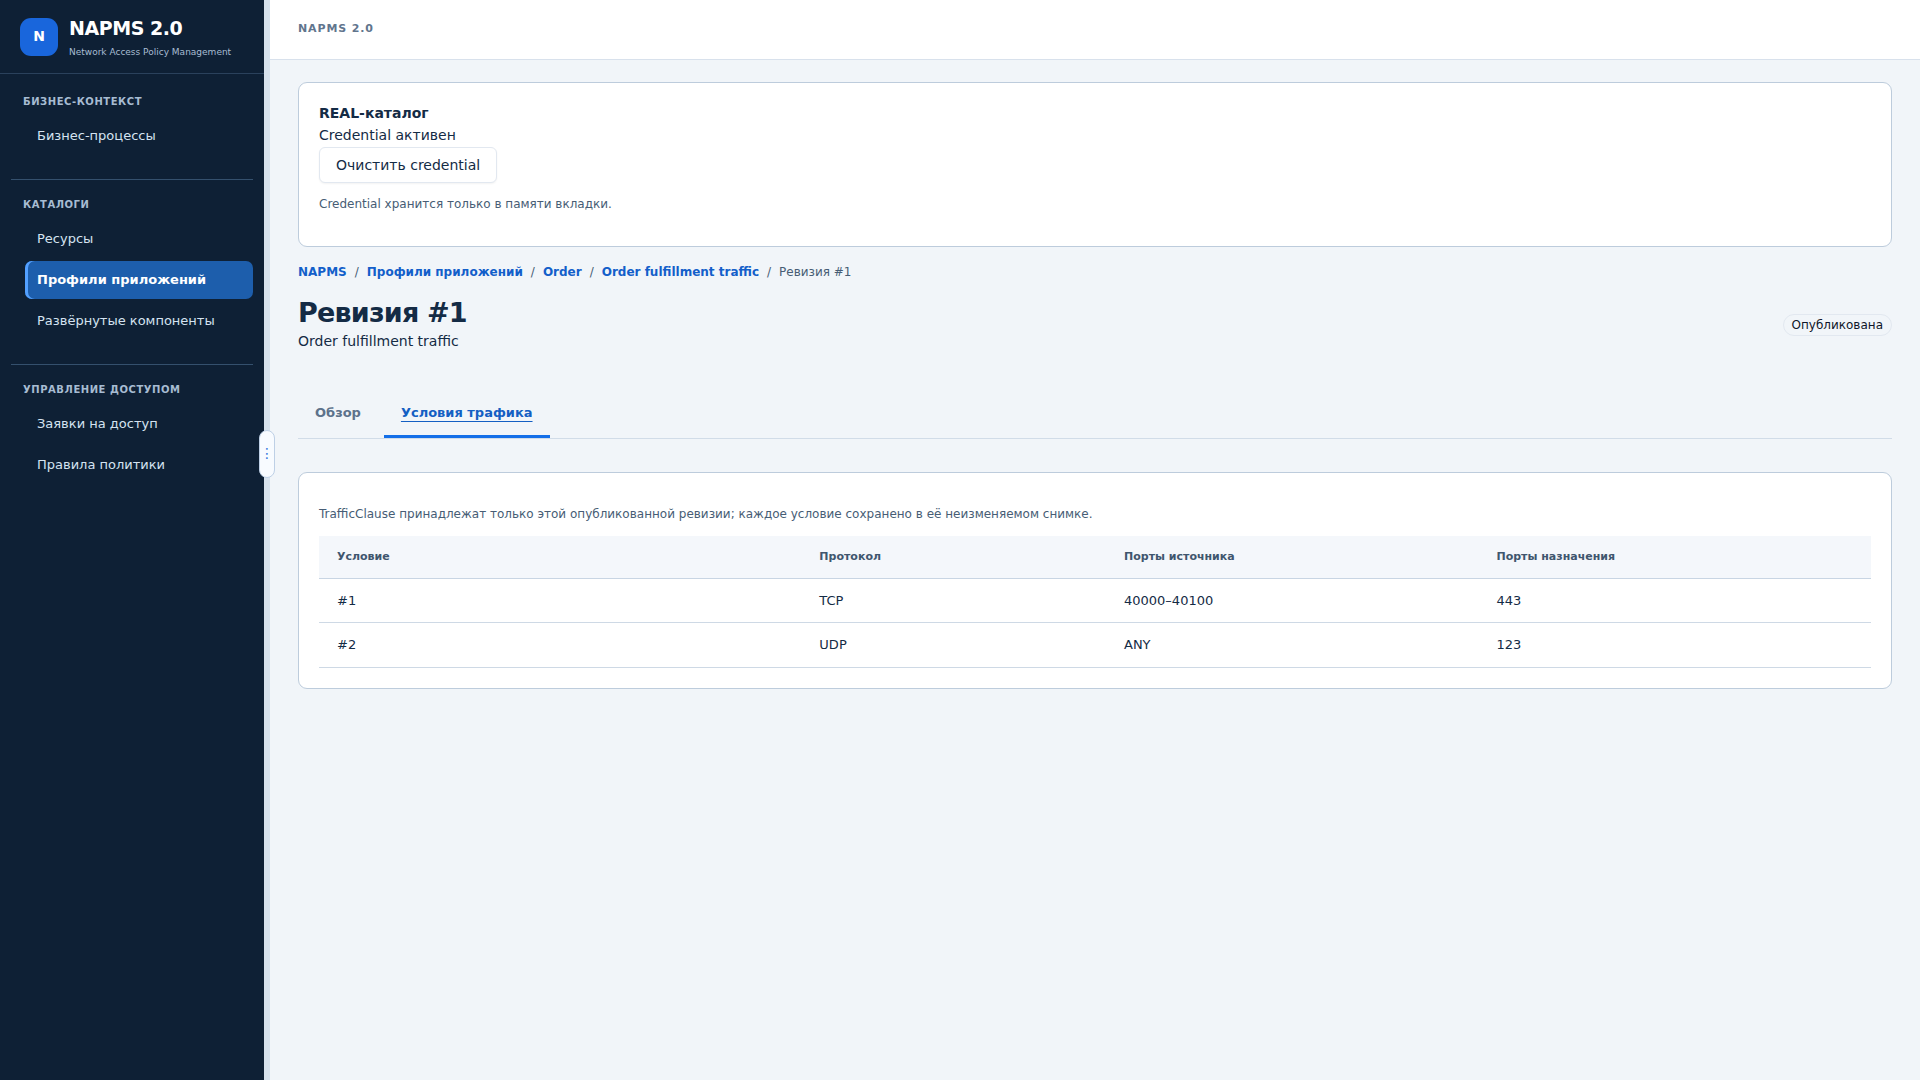 N
NAPMS 2.0
Network Access Policy Management
БИЗНЕС-КОНТЕКСТ
Бизнес-процессы
КАТАЛОГИ
Ресурсы
Профили приложений
Развёрнутые компоненты
УПРАВЛЕНИЕ ДОСТУПОМ
Заявки на доступ
Правила политики
NAPMS 2.0
REAL-каталог
Credential активен
Очистить credential
Credential хранится только в памяти вкладки.
NAPMS / Профили приложений / Order / Order fulfillment traffic / Ревизия #1
Ревизия #1
Order fulfillment traffic
Опубликована
Обзор Условия трафика
TrafficClause принадлежат только этой опубликованной ревизии; каждое условие сохранено в её неизменяемом снимке.
Условие Протокол Порты источника Порты назначения
#1 TCP 40000–40100 443
#2 UDP ANY 123